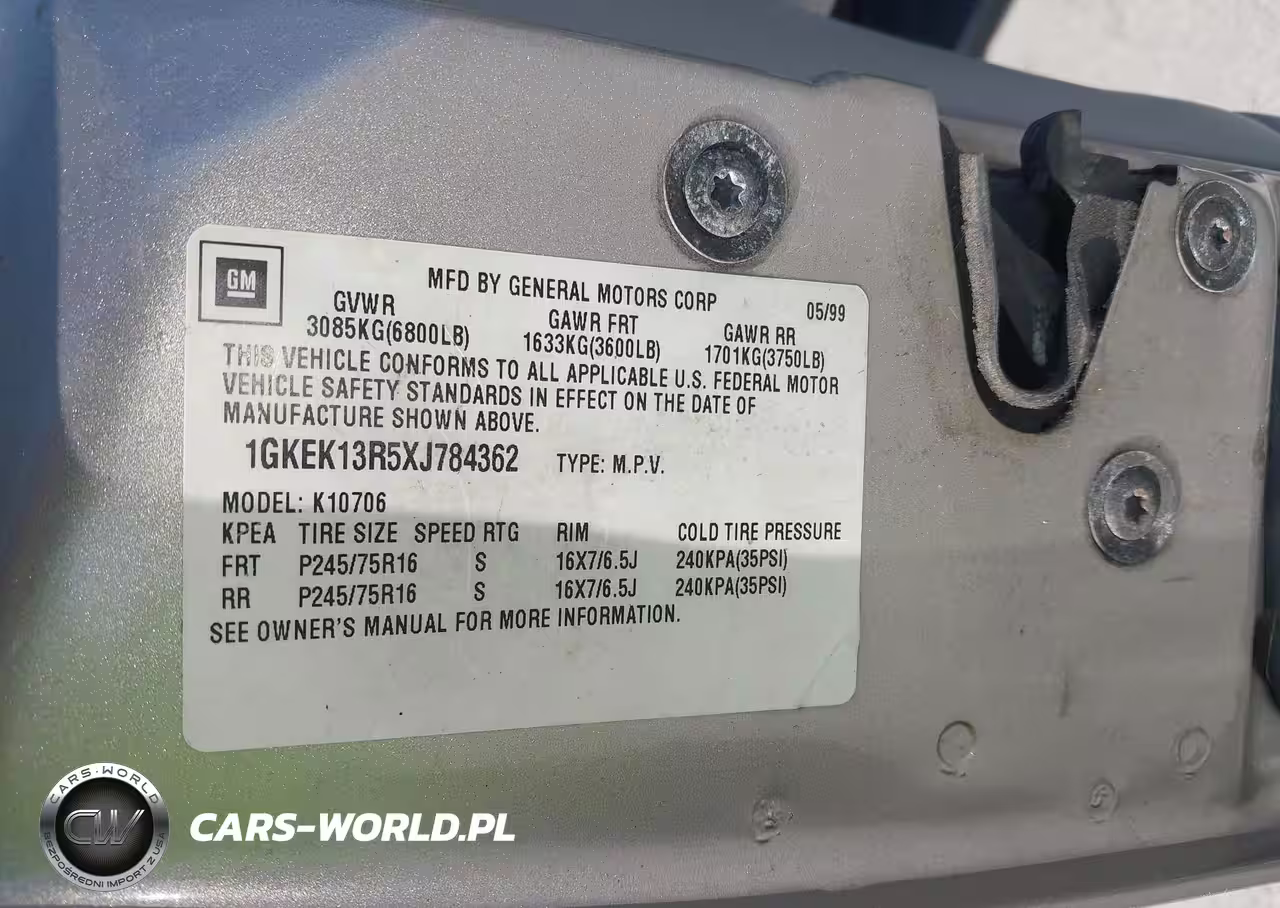 GM
MFD BY GENERAL MOTORS CORP 05/99
GVWR GAWR FRT GAWR RR
3085KG(6800LB) 1633KG(3600LB) 1701KG(3750LB)
THIS VEHICLE CONFORMS TO ALL APPLICABLE U.S. FEDERAL MOTOR
VEHICLE SAFETY STANDARDS IN EFFECT ON THE DATE OF
MANUFACTURE SHOWN ABOVE.
1GKEK13R5XJ784362 TYPE: M.P.V.
MODEL: K10706
KPEA TIRE SIZE SPEED RTG RIM COLD TIRE PRESSURE
FRT P245/75R16 S 16X7/6.5J 240KPA(35PSI)
RR P245/75R16 S 16X7/6.5J 240KPA(35PSI)
SEE OWNER'S MANUAL FOR MORE INFORMATION.
CARS-WORLD
CW
BEZPOŚREDNI IMPORT Z USA
CARS-WORLD.PL